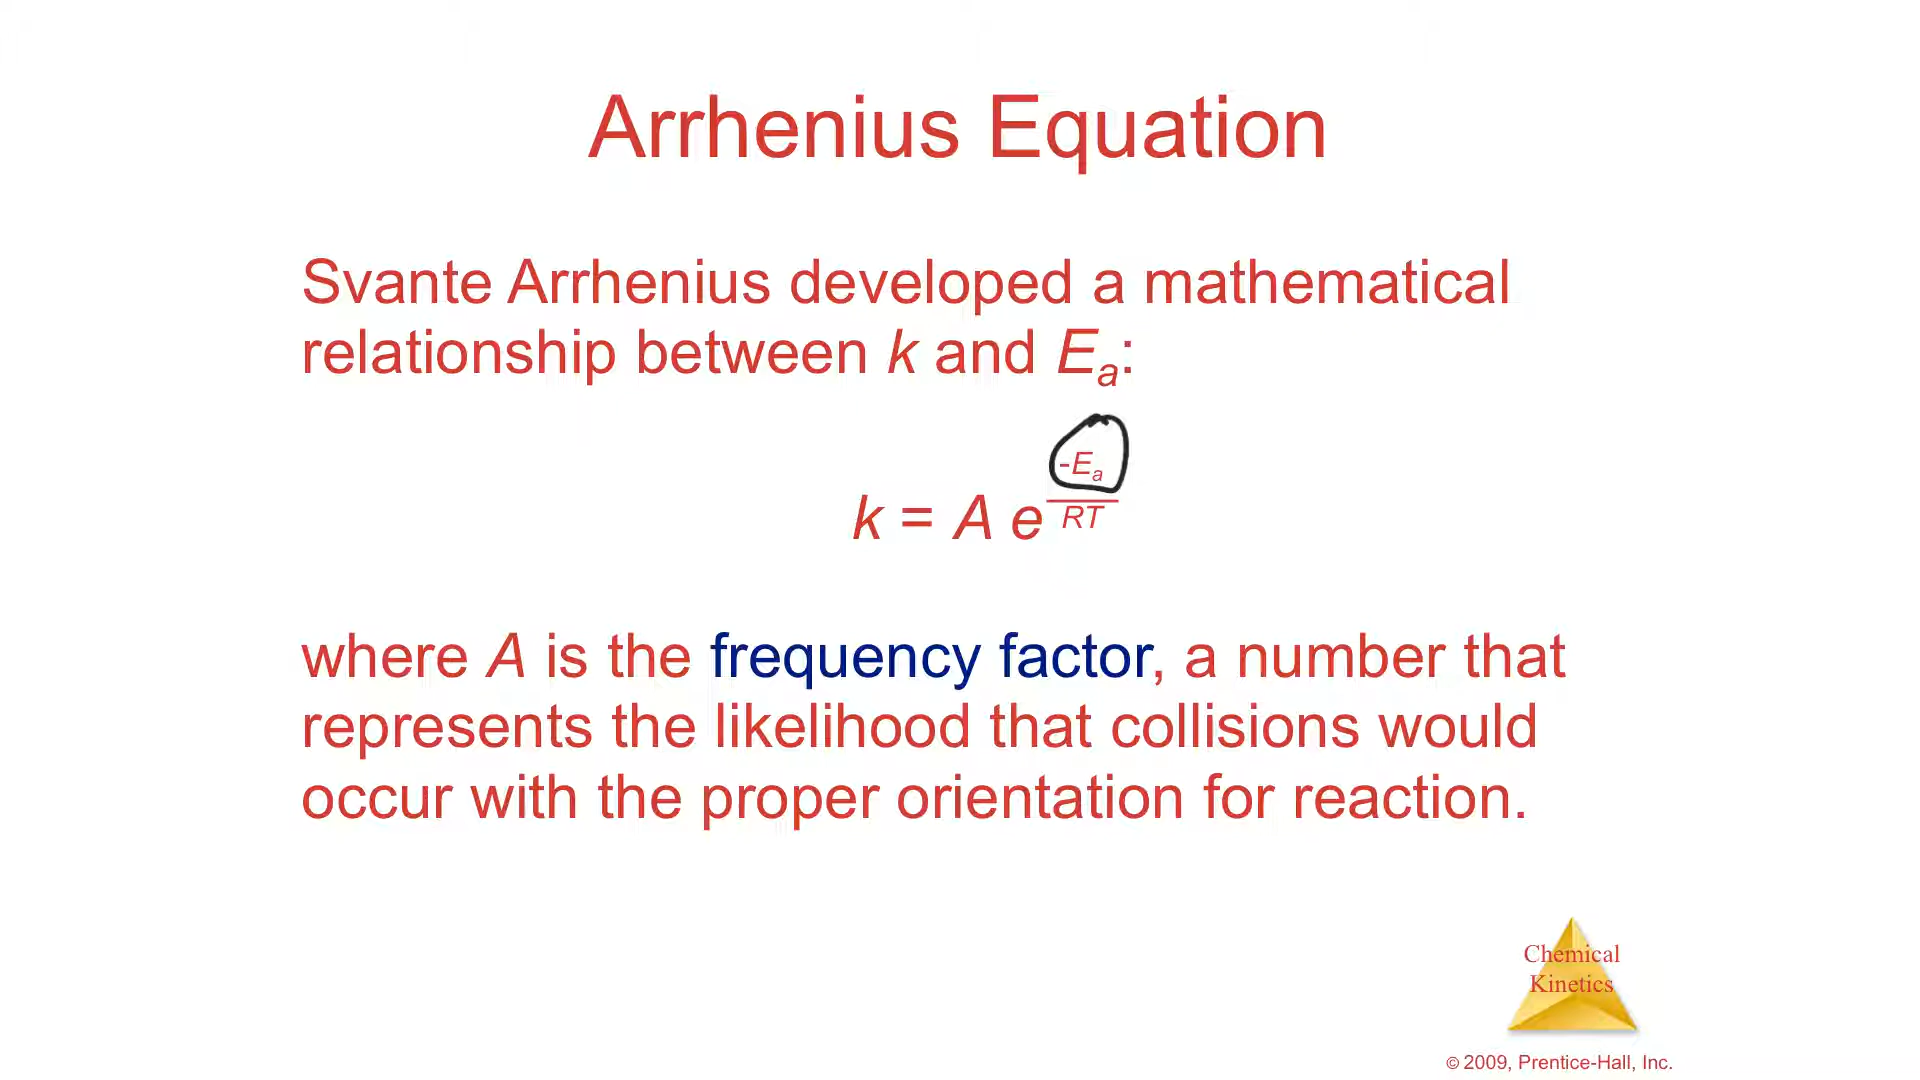 Arrhenius Equation
Svante Arrhenius developed a mathematical
relationship between k and Eₐ:
-Eₐ
k = A e
RT
where A is the frequency factor, a number that
represents the likelihood that collisions would
occur with the proper orientation for reaction.
Chemical
Kinetics
© 2009, Prentice-Hall, Inc.